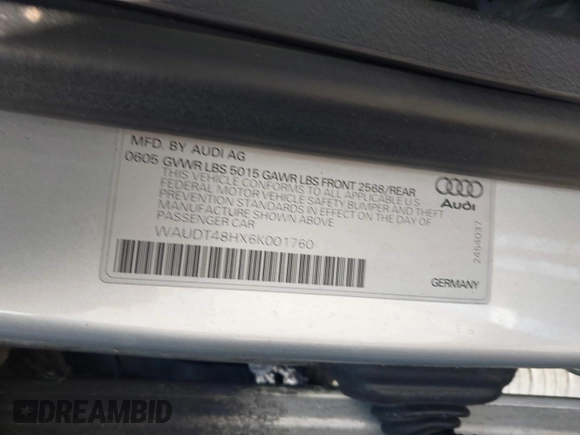 MFD. BY AUDI AG
0605 GVWR LBS 5015 GAWR LBS FRONT 2568/REAR
THIS VEHICLE CONFORMS TO ALL APPLICABLE U.S
FEDERAL MOTOR VEHICLE SAFETY, BUMPER AND THEFT
PREVENTION STANDARDS IN EFFECT ON THE DAY OF
MANUFACTURE SHOWN ABOVE
PASSENGER CAR
WAUDT48HX6K001760
Audi
2454037
GERMANY
DREAMBID